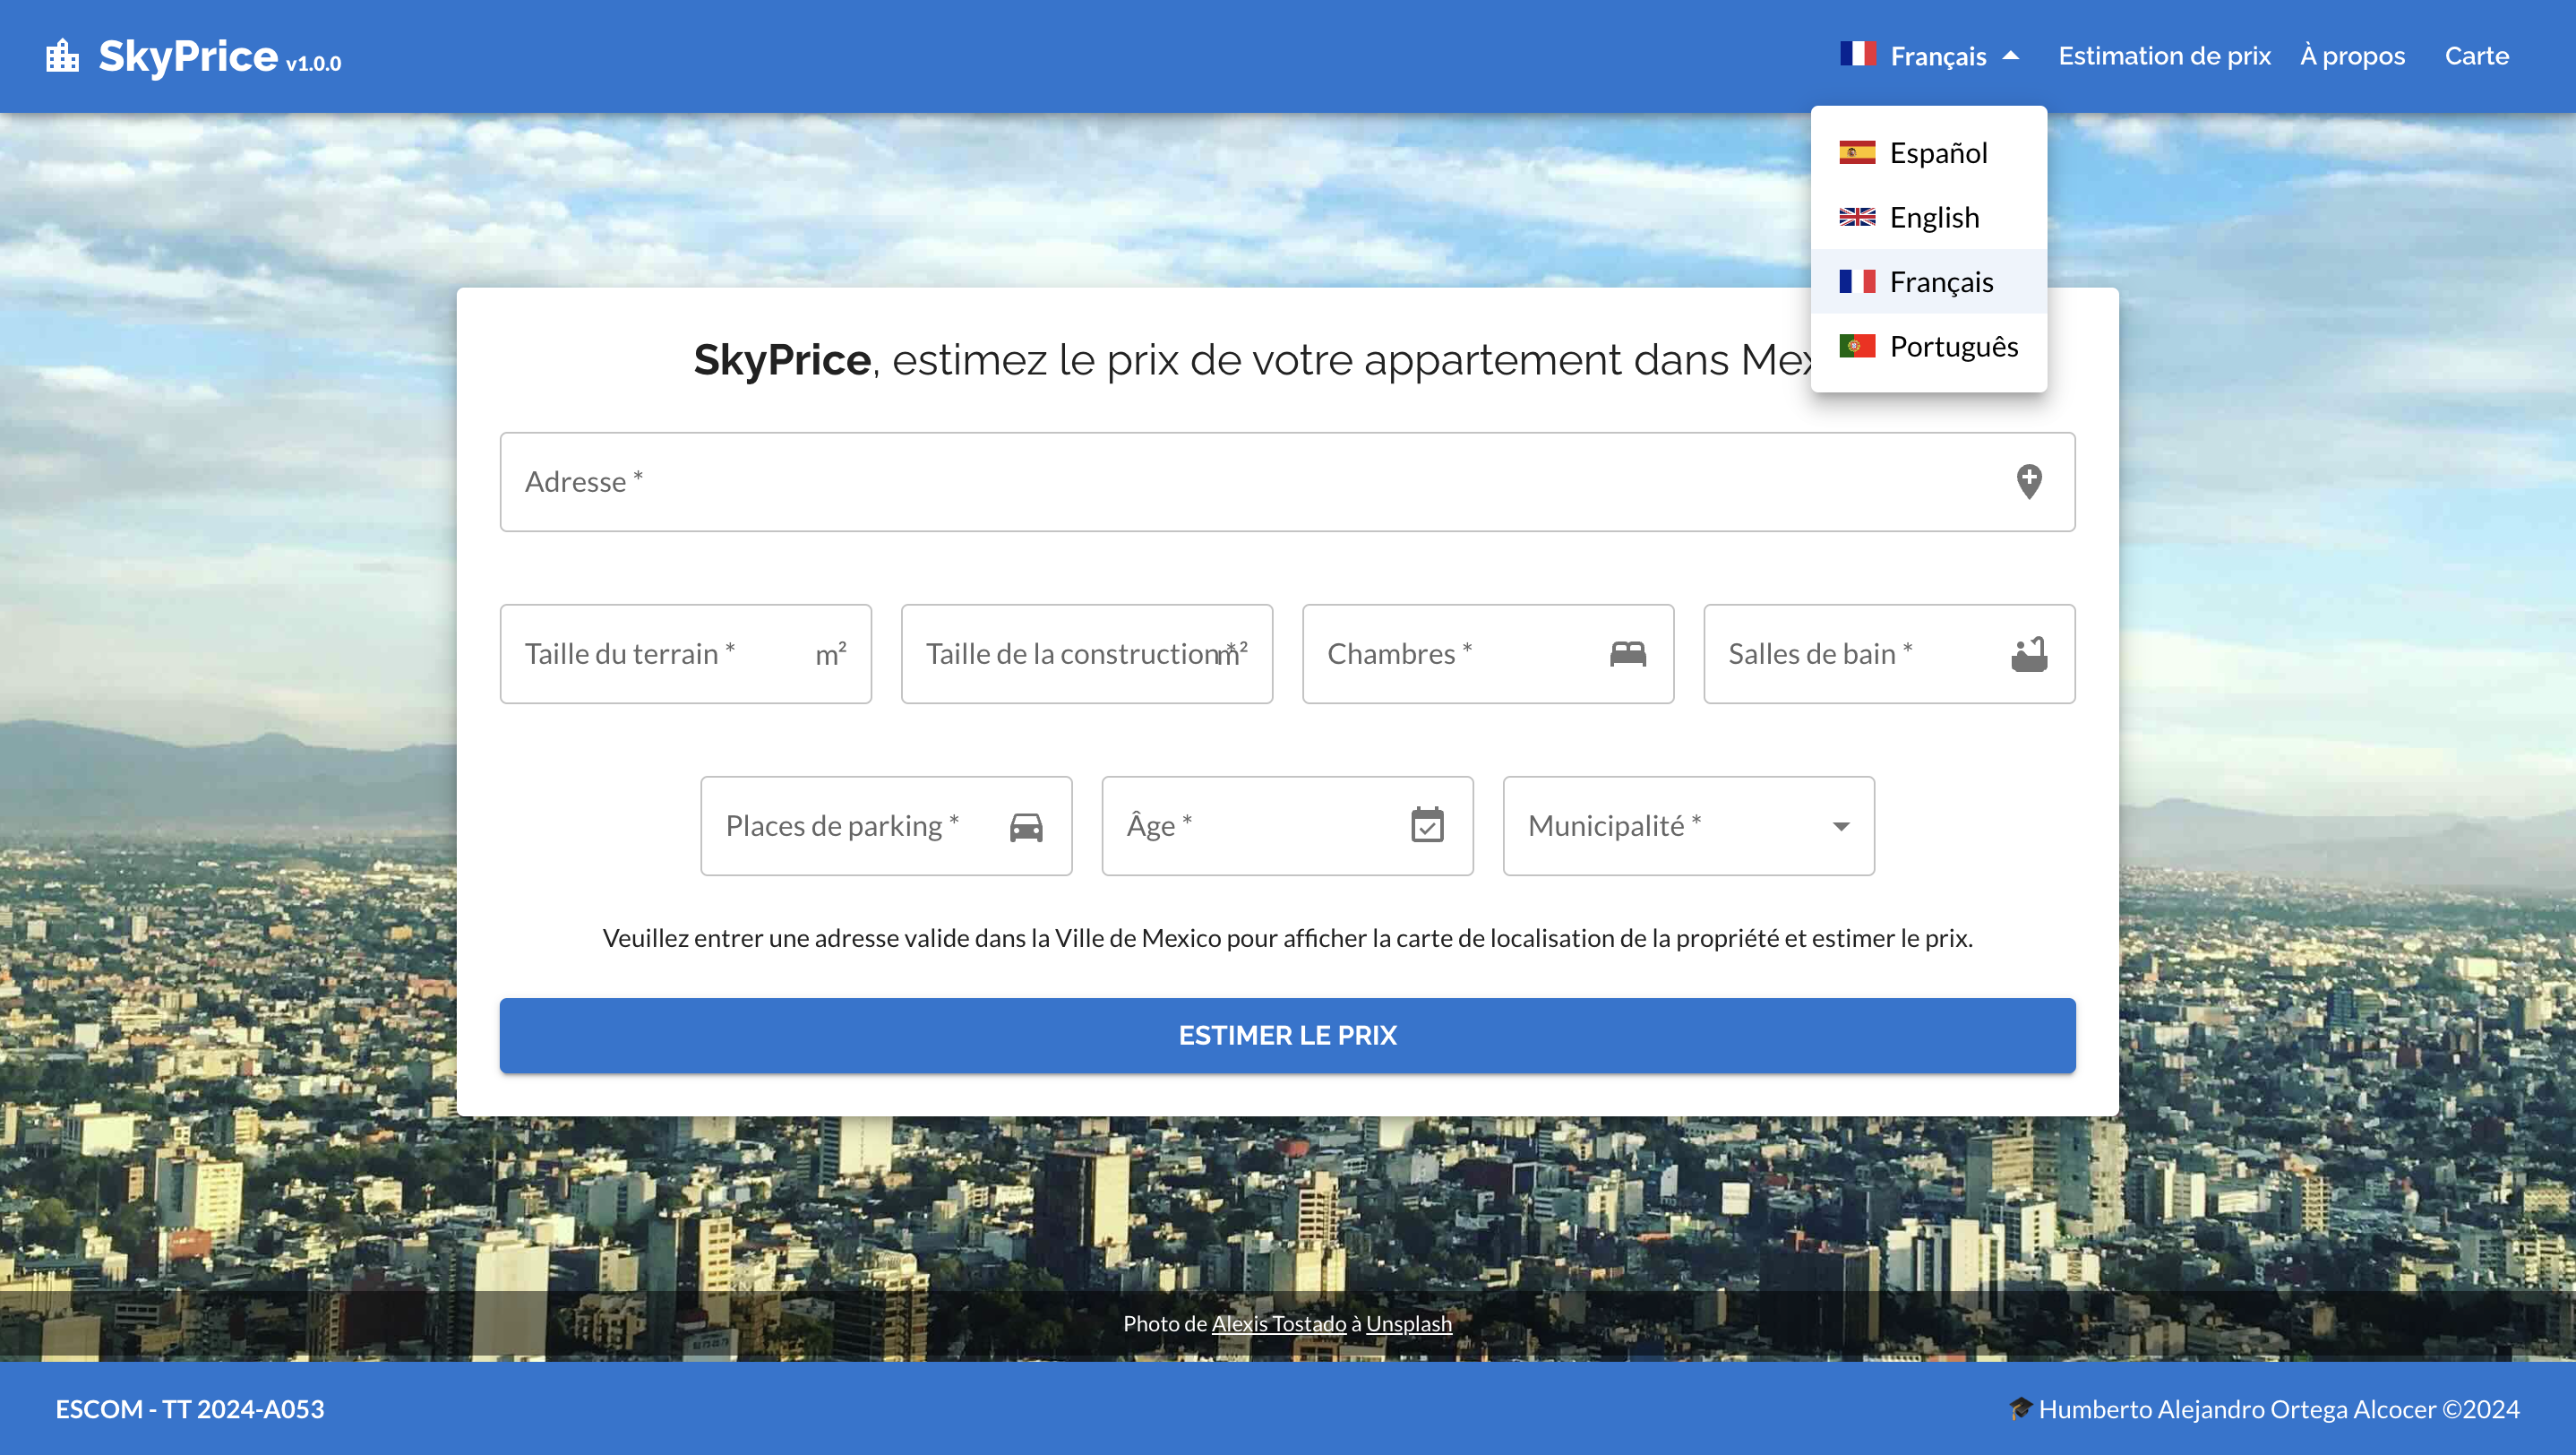 SkyPrice v1.0.0
Français
Estimation de prix
À propos
Carte
Español
English
Français
Português
SkyPrice, estimez le prix de votre appartement dans Mex
Adresse *
Taille du terrain * m²
Taille de la construction * m²
Chambres *
Salles de bain *
Places de parking *
Âge *
Municipalité *
Veuillez entrer une adresse valide dans la Ville de Mexico pour afficher la carte de localisation de la propriété et estimer le prix.
ESTIMER LE PRIX
Photo de Alexis Tostado à Unsplash
ESCOM - TT 2024-A053
Humberto Alejandro Ortega Alcocer ©2024